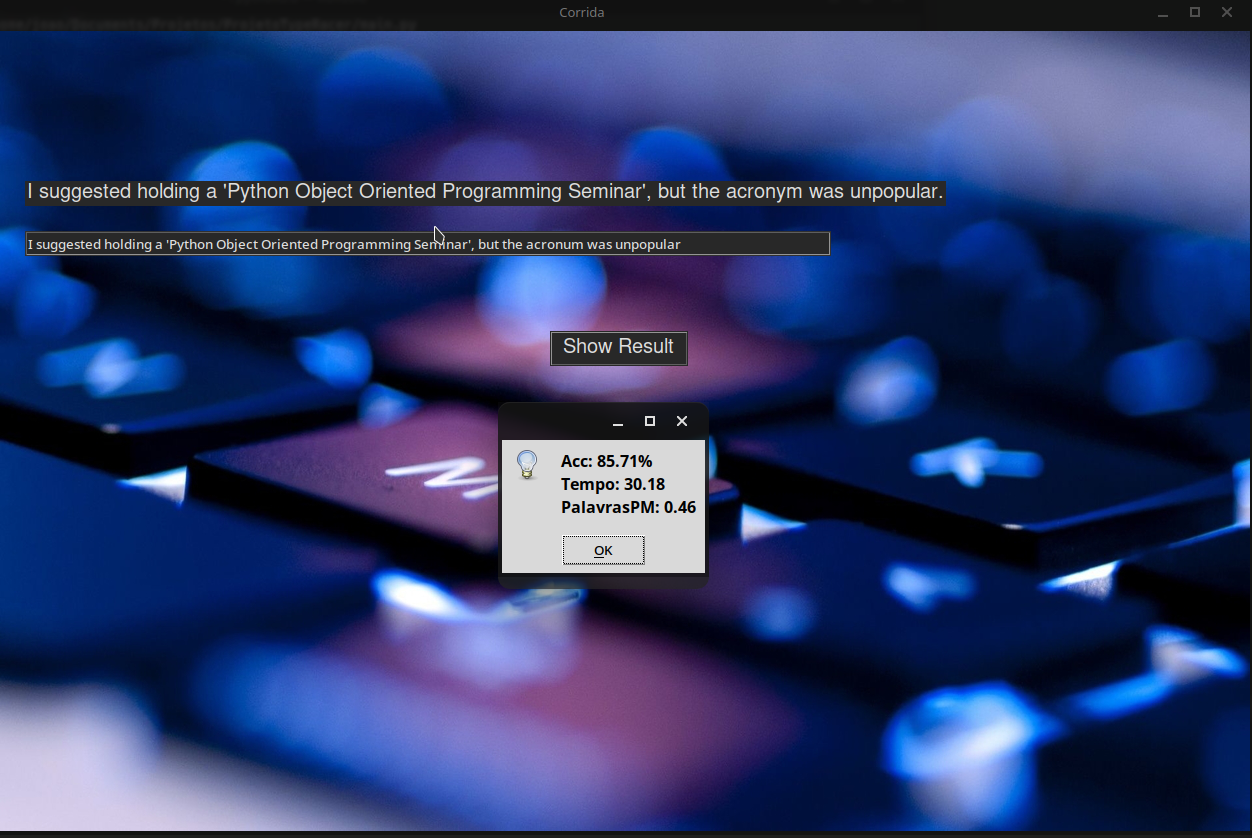 Corrida
I suggested holding a 'Python Object Oriented Programming Seminar', but the acronym was unpopular.
I suggested holding a 'Python Object Oriented Programming Seminar', but the acronum was unpopular
Show Result
Acc: 85.71%
Tempo: 30.18
PalavrasPM: 0.46
OK